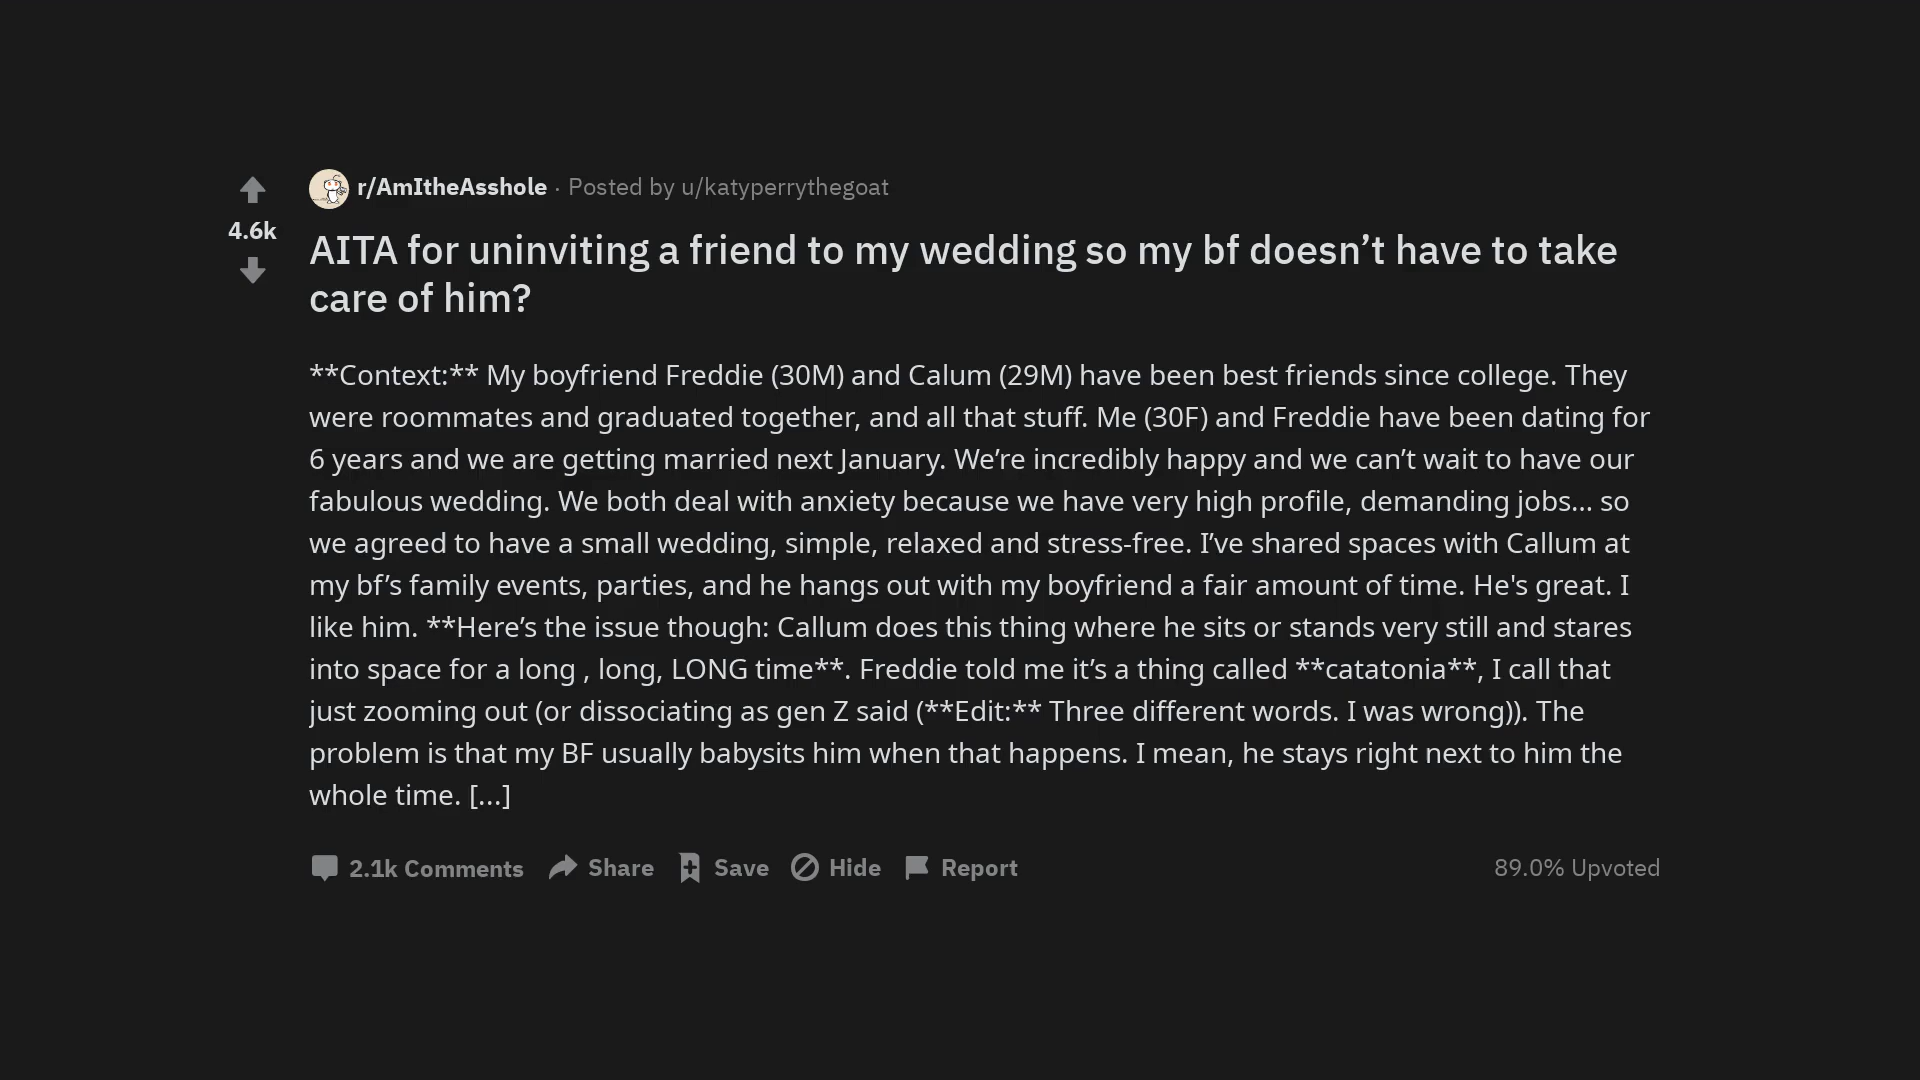 r/AmItheAsshole · Posted by u/katyperrythegoat
4.6k
AITA for uninviting a friend to my wedding so my bf doesn’t have to take
care of him?
**Context:** My boyfriend Freddie (30M) and Calum (29M) have been best friends since college. They
were roommates and graduated together, and all that stuff. Me (30F) and Freddie have been dating for
6 years and we are getting married next January. We’re incredibly happy and we can’t wait to have our
fabulous wedding. We both deal with anxiety because we have very high profile, demanding jobs... so
we agreed to have a small wedding, simple, relaxed and stress-free. I’ve shared spaces with Callum at
my bf’s family events, parties, and he hangs out with my boyfriend a fair amount of time. He's great. I
like him. **Here’s the issue though: Callum does this thing where he sits or stands very still and stares
into space for a long , long, LONG time**. Freddie told me it’s a thing called **catatonia**, I call that
just zooming out (or dissociating as gen Z said (**Edit:** Three different words. I was wrong)). The
problem is that my BF usually babysits him when that happens. I mean, he stays right next to him the
whole time. [...]
2.1k Comments Share Save Hide Report 89.0% Upvoted